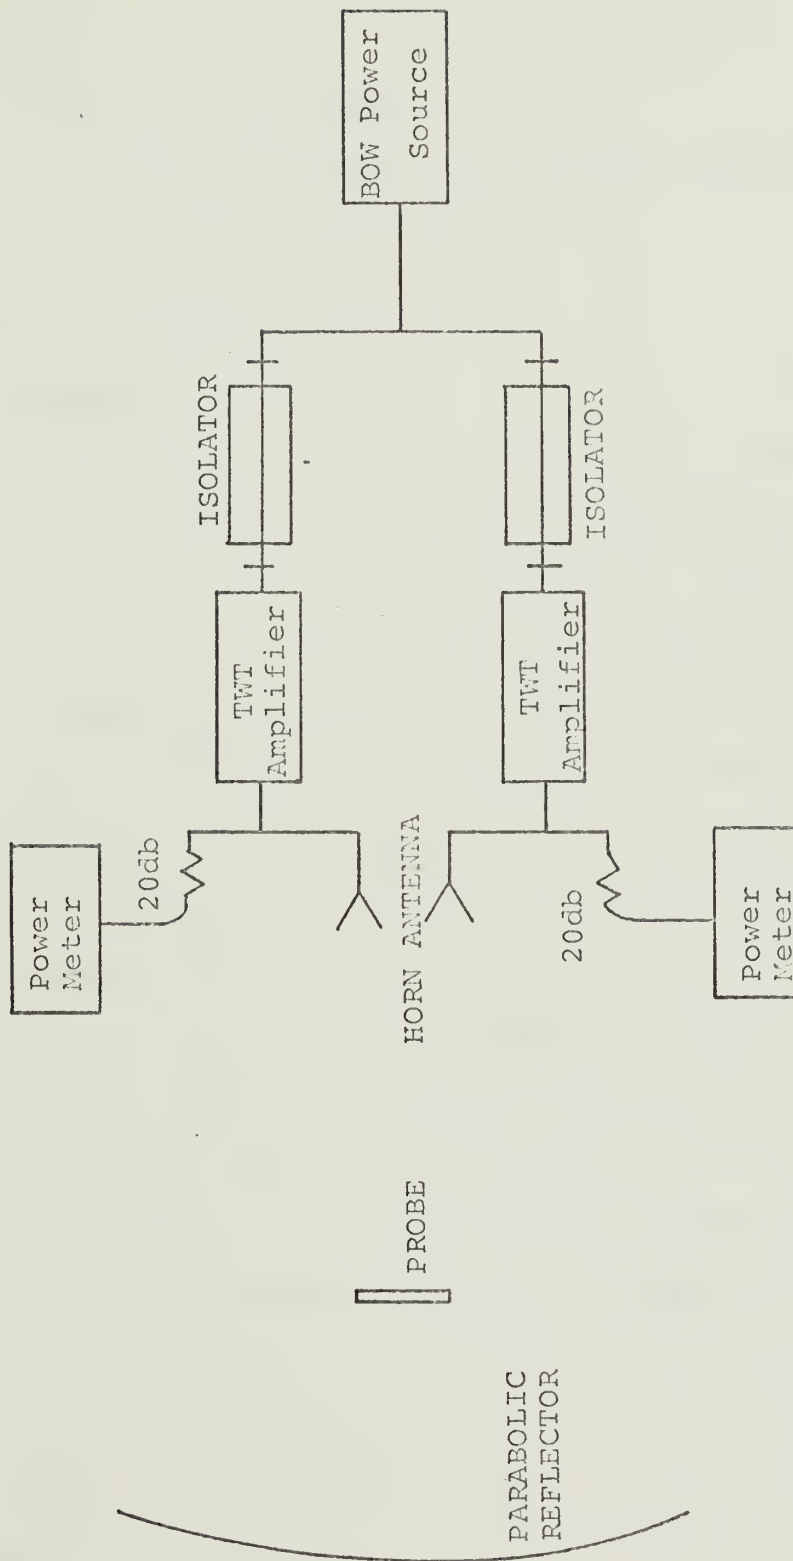 Power
Meter
20db
TWT
Amplifier
ISOLATOR
BOW Power
Source
HORN ANTENNA
PROBE
PARABOLIC
REFLECTOR
TWT
Amplifier
ISOLATOR
20db
Power
Meter